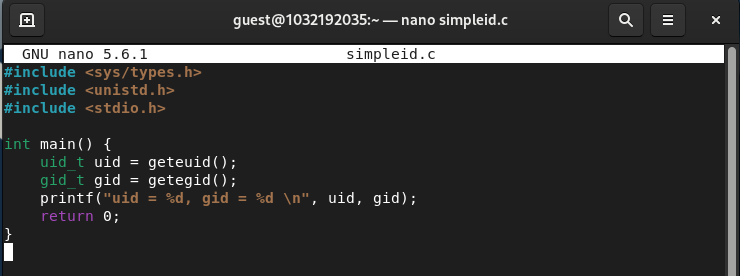 guest@1032192035:~ — nano simpleid.c
GNU nano 5.6.1 simpleid.c
#include <sys/types.h>
#include <unistd.h>
#include <stdio.h>
int main() {
    uid_t uid = geteuid();
    gid_t gid = getegid();
    printf("uid = %d, gid = %d \n", uid, gid);
    return 0;
}